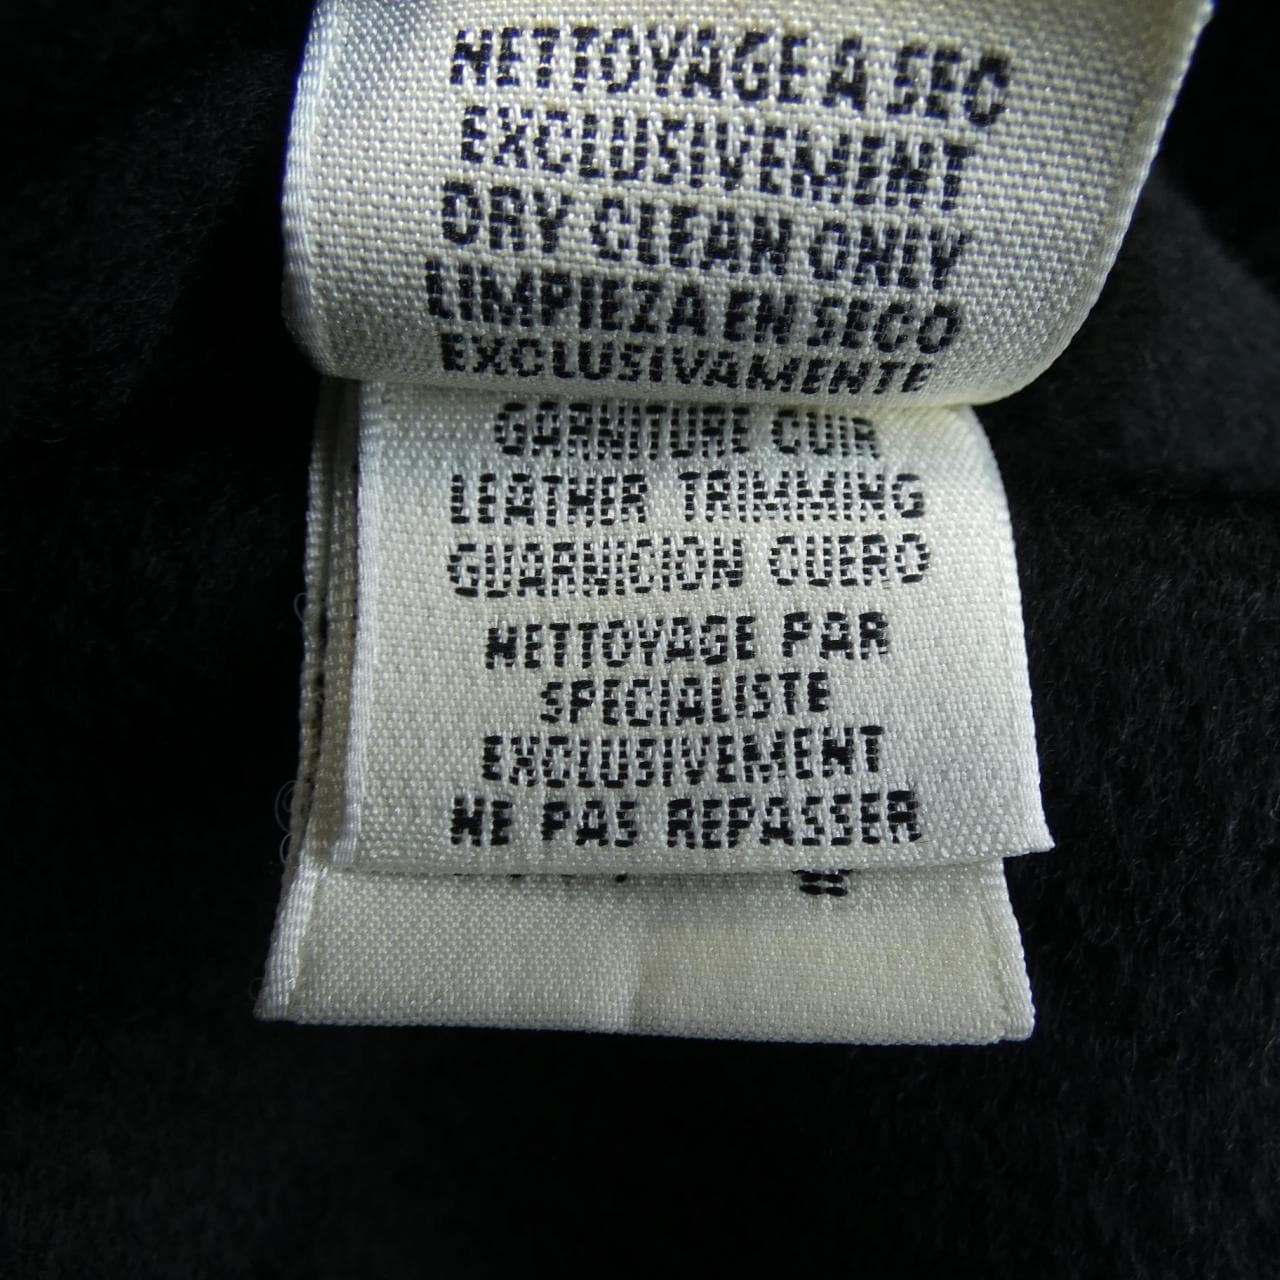 NETTOYAGE A SEC
EXCLUSIVEMENT
DRY CLEAN ONLY
LIMPIEZA EN SECO
EXCLUSIVAMENTE
GARNITURE CUIR
LEATHER TRIMMING
GUARNICION CUERO
NETTOYAGE PAR
SPECIALISTE
EXCLUSIVEMENT
NE PAS REPASSER